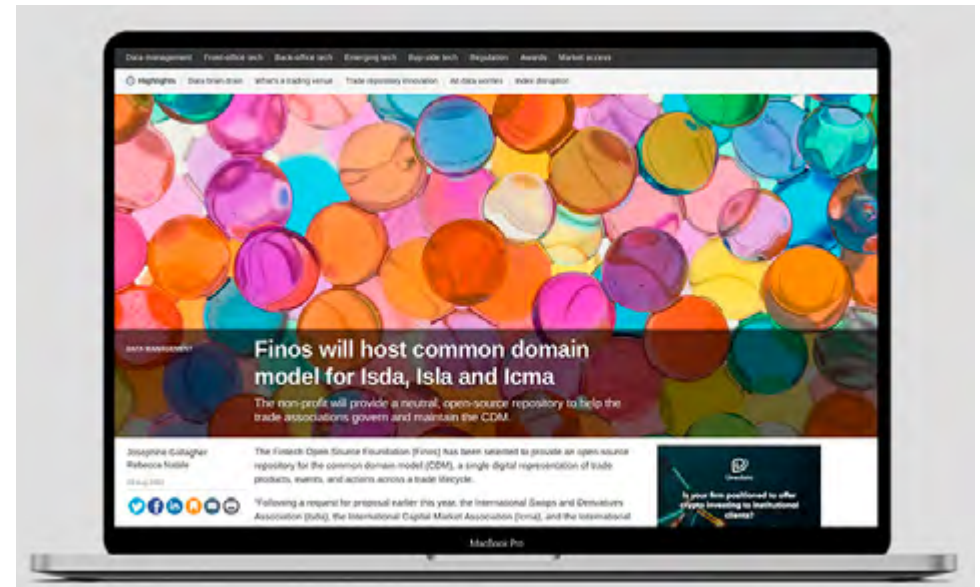 Data management Front-office tech Back-office tech Emerging tech Buy-side tech Regulation Awards Market access
Highlights Data brain drain What's a trading venue Trade repository innovation Alt data worries Index disruption
DATA MANAGEMENT
Finos will host common domain
model for Isda, Isla and Icma
The non-profit will provide a neutral, open-source repository to help the
trade associations govern and maintain the CDM.
Josephine Gallagher
Rebecca Natale
The Fintech Open Source Foundation (Finos) has been selected to provide an open-source
repository for the common domain model (CDM), a single digital representation of trade
products, events, and actions across a trade lifecycle.
"Following a request for proposal earlier this year, the International Swaps and Derivatives
Association (Isda), the International Capital Market Association (Icma), and the International
Is your firm positioned to offer
crypto investing to institutional
clients?
MacBook Pro